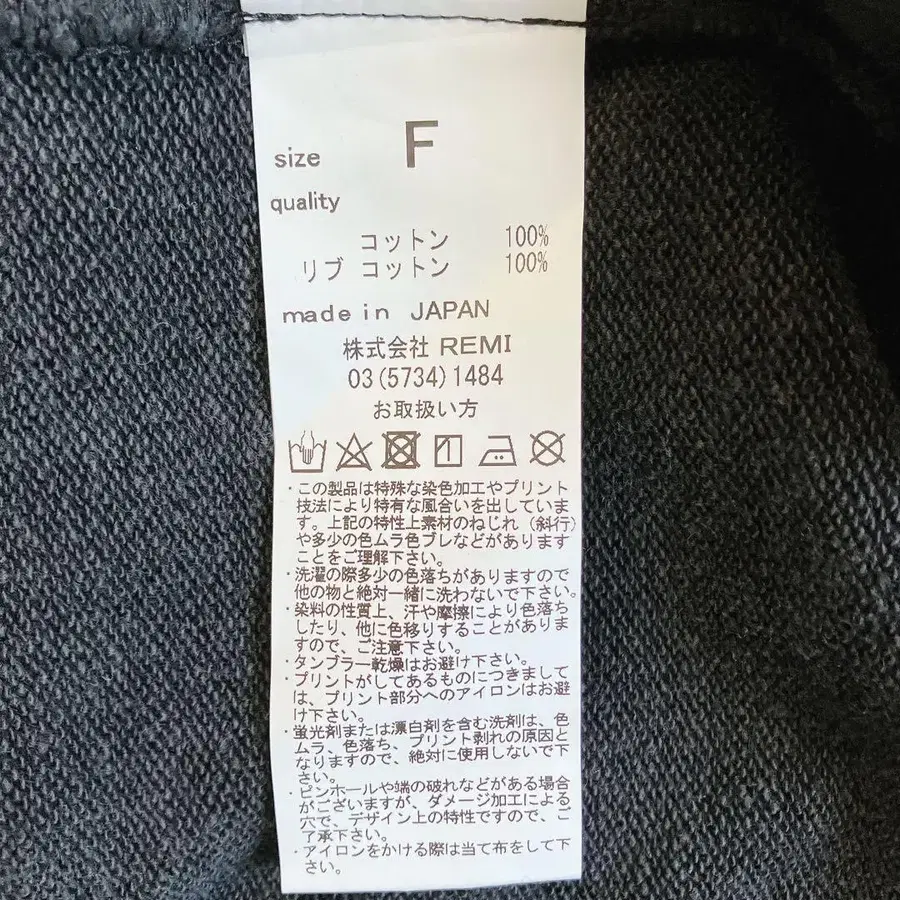 size F
quality
コットン 100%
リブ コットン 100%
made in JAPAN
株式会社 REMI
03(5734)1484
お取扱い方
・この製品は特殊な染色加工やプリント
技法により特有な風合いを出していま
す。上記の特性上素材のねじれ(斜行)
や多少の色ムラ色ブレなどがあります
ことをご理解下さい。
・洗濯の際多少の色落ちがありますので
他の物と絶対一緒に洗わないで下さい。
・染料の性質上、汗や摩擦により色落ち
したり、他に色移りすることがありま
すので、ご注意下さい。
・タンブラー乾燥はお避け下さい。
・プリントがしてあるものにつきまして
は、プリント部分へのアイロンはお避
け下さい。
・蛍光剤または漂白剤を含む洗剤は、色
ムラ、色落ち、プリント剥れの原因と
なりますので、絶対に使用しないで下
さい。
・ピンホールや端の破れなどがある場合
がございますが、ダメージ加工による
穴で、デザイン上の特性ですので、ご
了承下さい。
・アイロンをかける際は当て布をして下
さい。